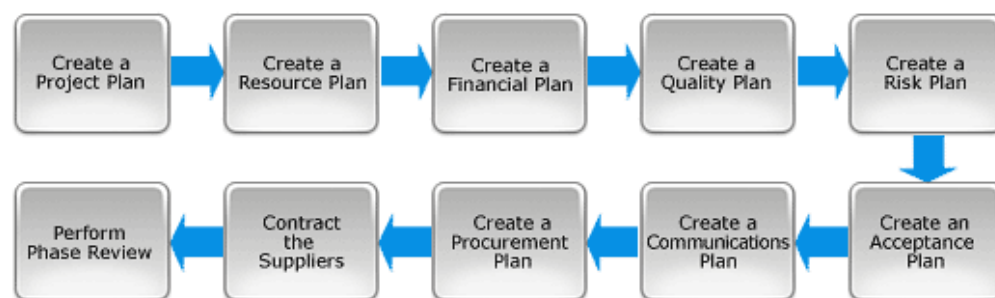 Create a
Project Plan
Create a
Resource Plan
Create a
Financial Plan
Create a
Quality Plan
Create a
Risk Plan
Create an
Acceptance
Plan
Create a
Communications
Plan
Create a
Procurement
Plan
Contract
the
Suppliers
Perform
Phase Review